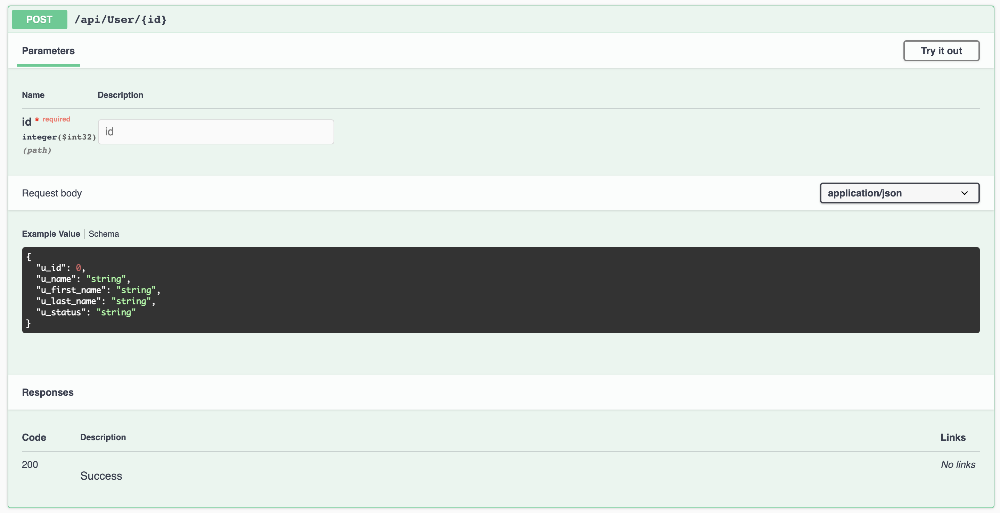 POST /api/User/{id}
Parameters
Try it out
Name Description
id * required
integer($int32)
(path)
id
Request body
application/json
Example Value Schema
{
  "u_id": 0,
  "u_name": "string",
  "u_first_name": "string",
  "u_last_name": "string",
  "u_status": "string"
}
Responses
Code Description Links
200
Success
No links